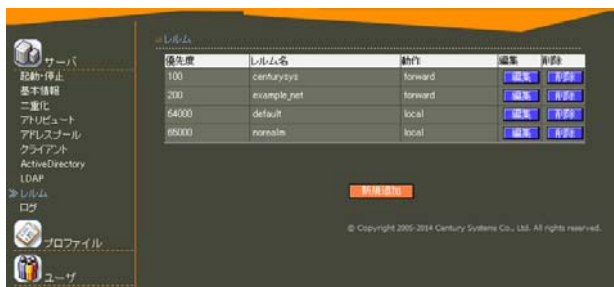 レルム
サーバ
起動・停止
基本情報
二重化
アトリビュート
アドレスプール
クライアント
ActiveDirectory
LDAP
レルム
ログ
プロファイル
ユーザ
優先度 レルム名 動作 編集 削除
100 centurysys forward 編集 削除
200 example_net forward 編集 削除
64000 default local 編集 削除
65000 norealm local 編集 削除
新規追加
© Copyright 2005-2014 Century Systems Co., Ltd. All rights reserved.